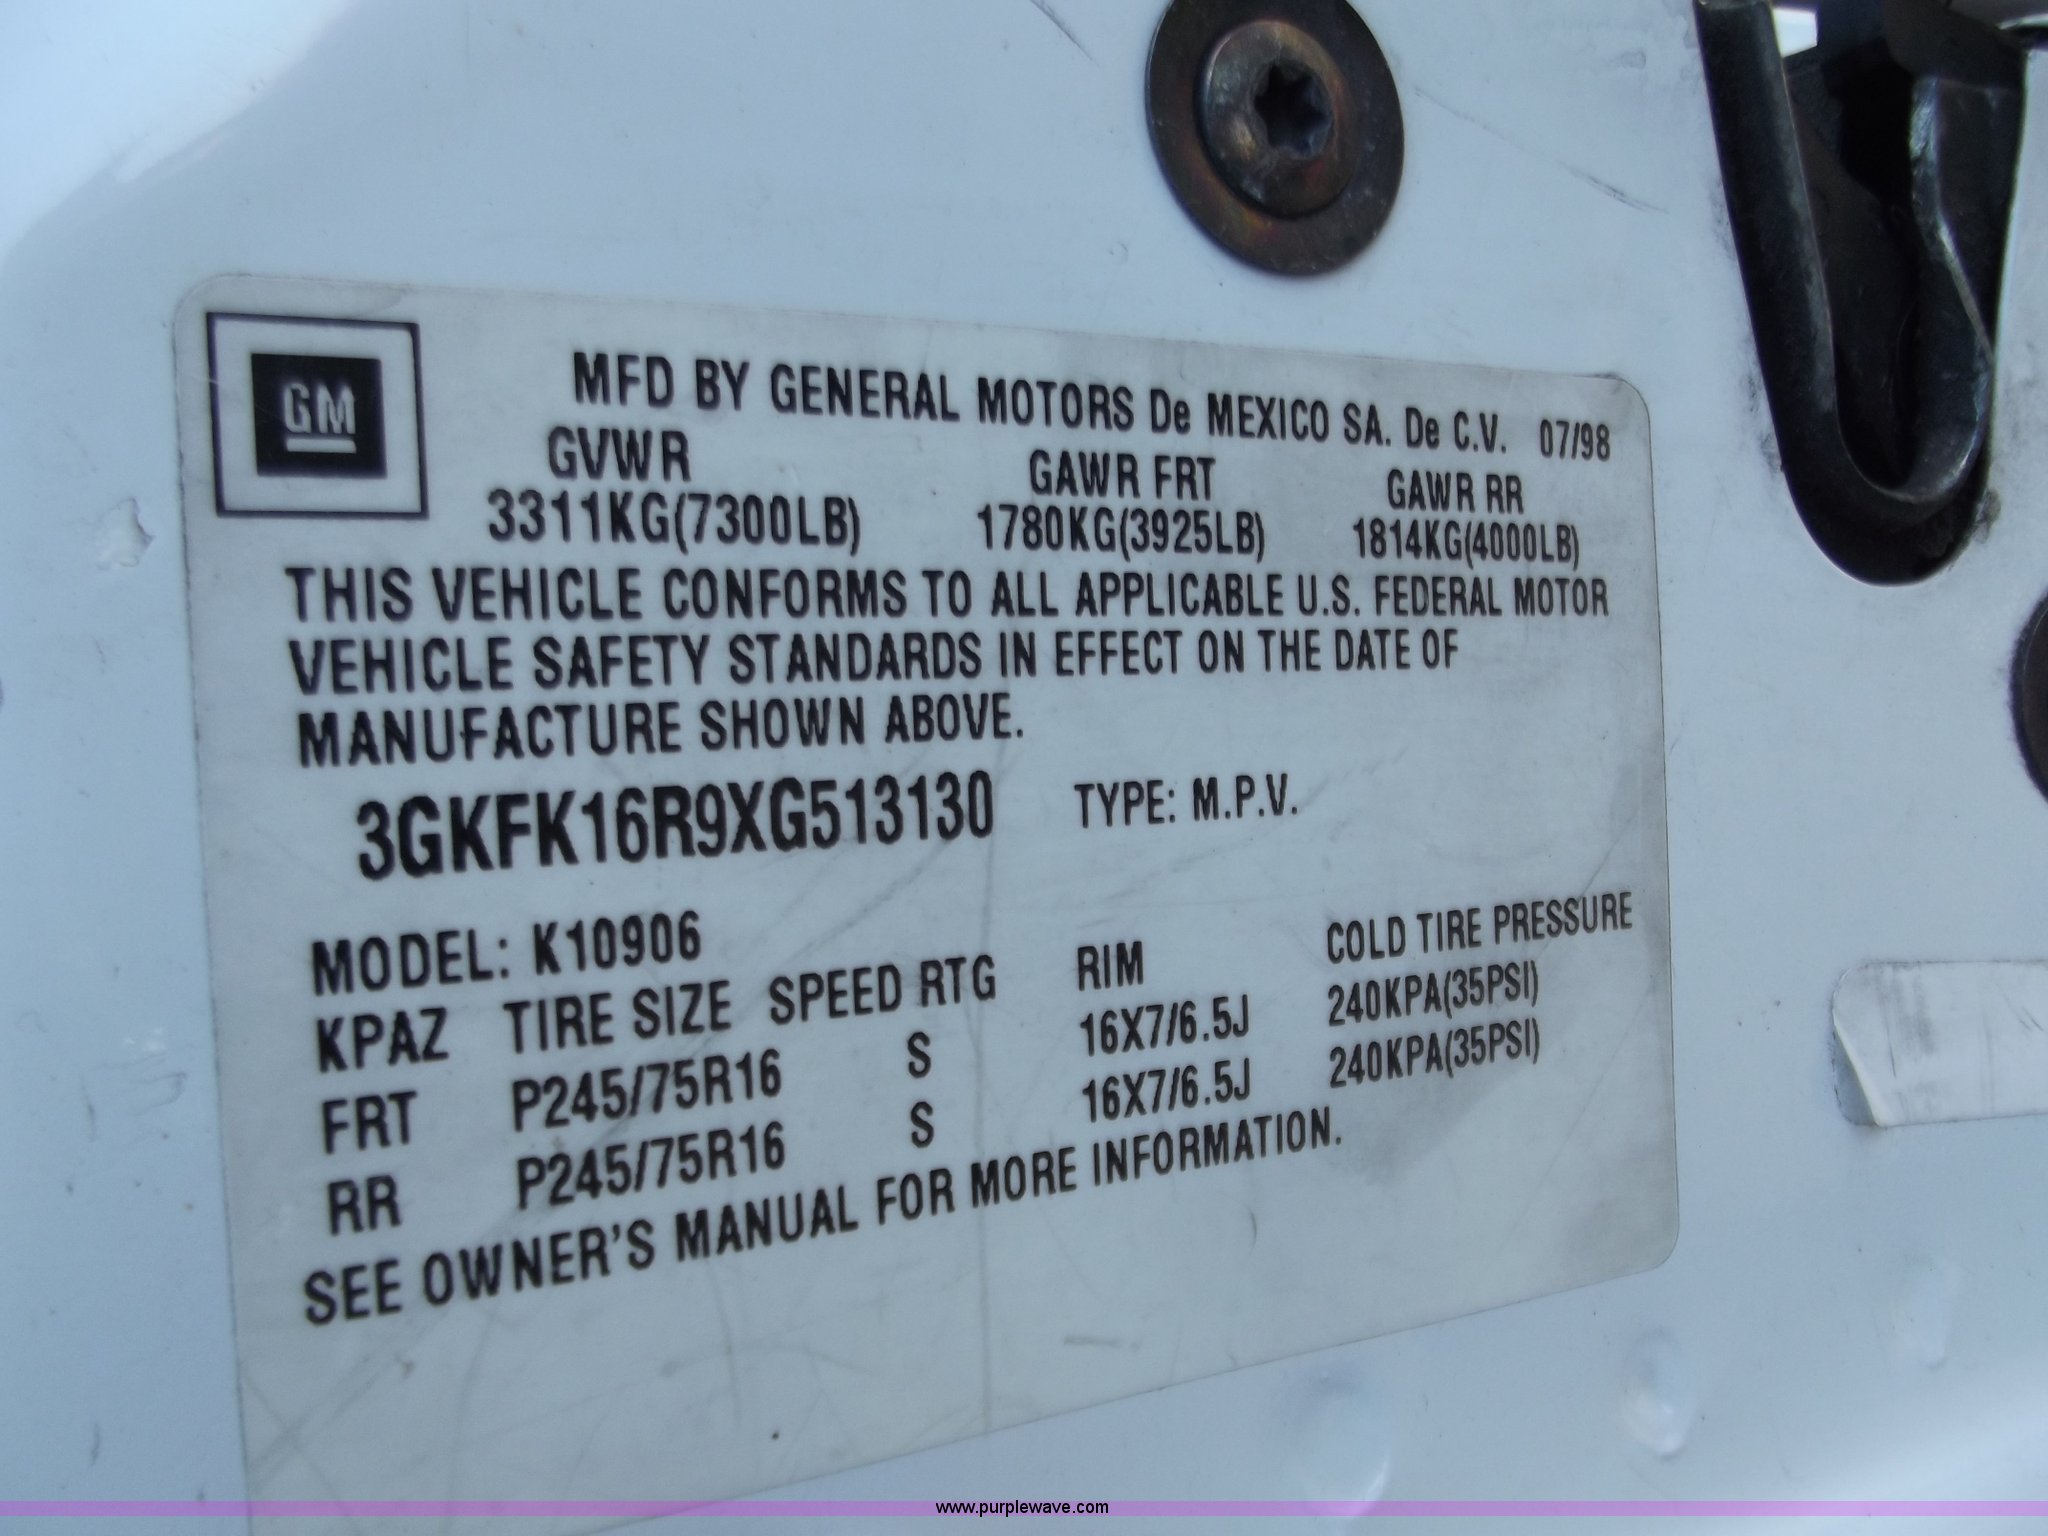 GM
MFD BY GENERAL MOTORS De MEXICO SA. De C.V. 07/98
GVWR GAWR FRT GAWR RR
3311KG(7300LB) 1780KG(3925LB) 1814KG(4000LB)
THIS VEHICLE CONFORMS TO ALL APPLICABLE U.S. FEDERAL MOTOR
VEHICLE SAFETY STANDARDS IN EFFECT ON THE DATE OF
MANUFACTURE SHOWN ABOVE.
3GKFK16R9XG513130 TYPE: M.P.V.
MODEL: K10906
KPAZ TIRE SIZE SPEED RTG RIM COLD TIRE PRESSURE
FRT P245/75R16 S 16X7/6.5J 240KPA(35PSI)
RR P245/75R16 S 16X7/6.5J 240KPA(35PSI)
SEE OWNER'S MANUAL FOR MORE INFORMATION.
www.purplewave.com